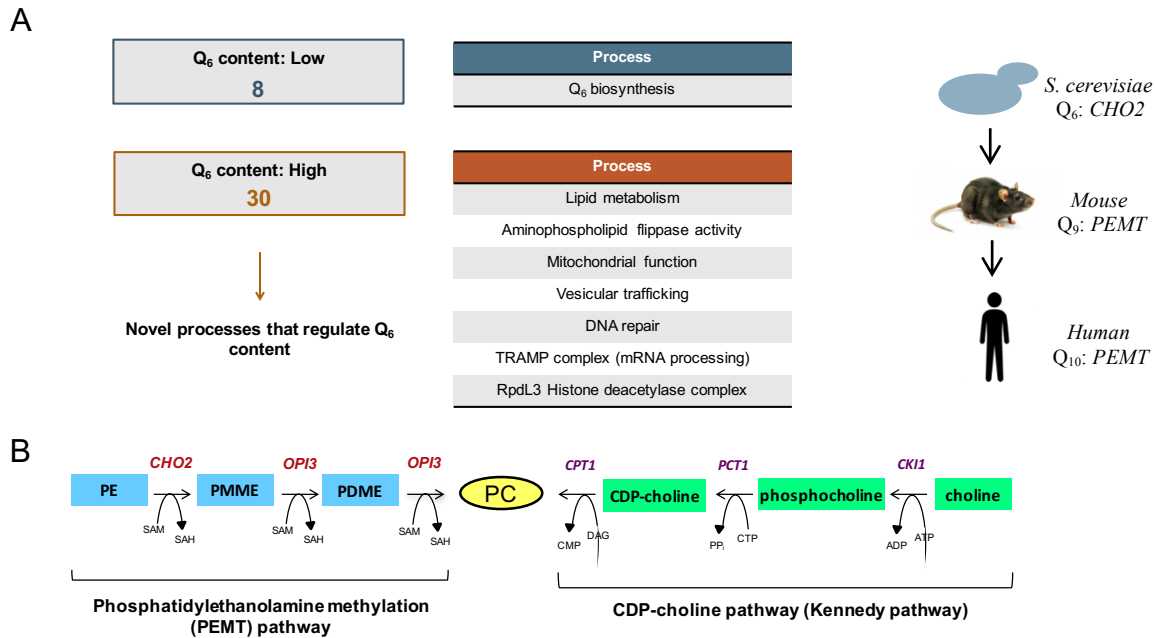 A
Q₆ content: Low
8
Process
Q₆ biosynthesis
Q₆ content: High
30
Novel processes that regulate Q₆
content
Process
Lipid metabolism
Aminophospholipid flippase activity
Mitochondrial function
Vesicular trafficking
DNA repair
TRAMP complex (mRNA processing)
RpdL3 Histone deacetylase complex
S. cerevisiae
Q₆: CHO2
Mouse
Q₉: PEMT
Human
Q₁₀: PEMT
B
CHO2 OPI3 OPI3 CPT1 PCT1 CKI1
PE PMME PDME PC CDP-choline phosphocholine choline
SAM SAH SAM SAH SAM SAH CMP DAG PPᵢ CTP ADP ATP
Phosphatidylethanolamine methylation
(PEMT) pathway
CDP-choline pathway (Kennedy pathway)